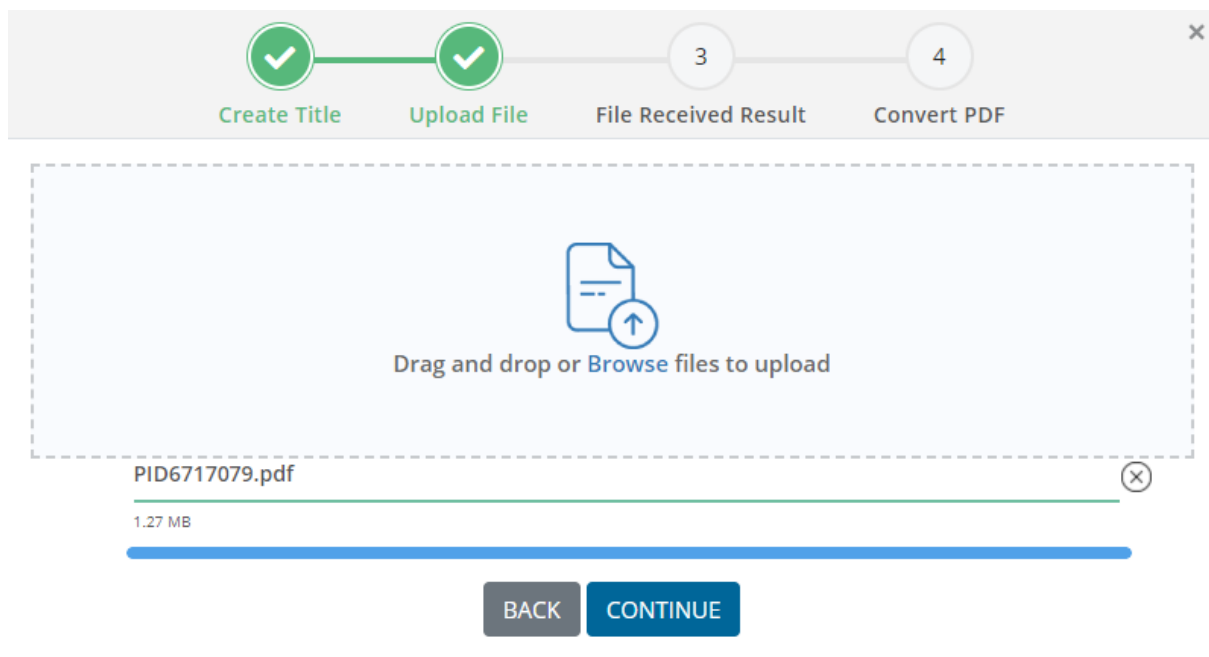 ×
3
4
Create Title
Upload File
File Received Result
Convert PDF
Drag and drop or Browse files to upload
PID6717079.pdf
1.27 MB
BACK
CONTINUE